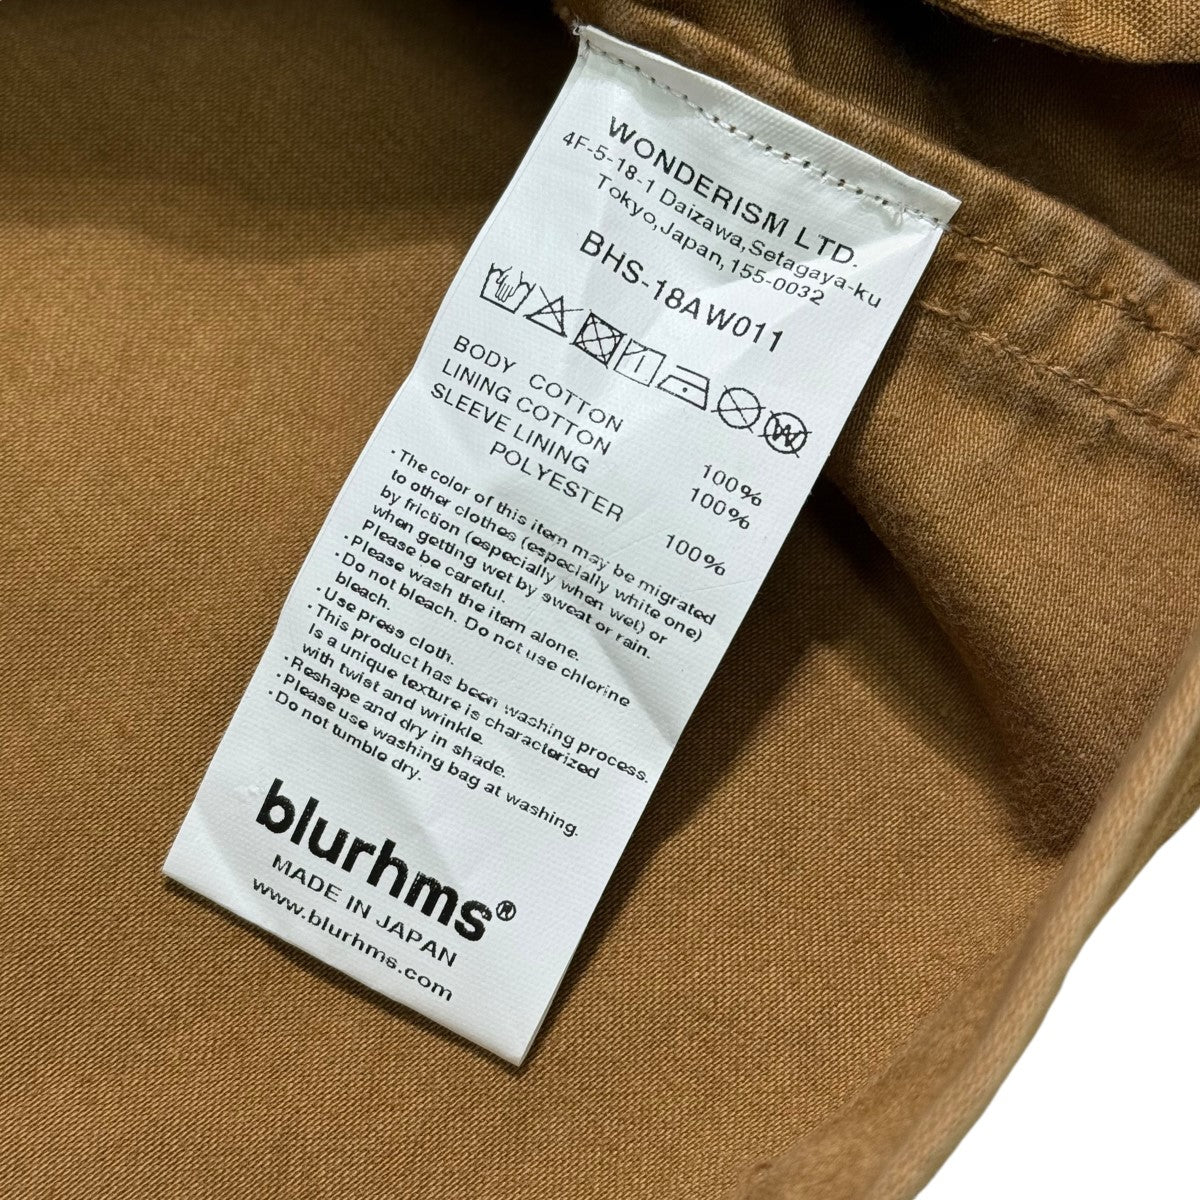 WONDERISM LTD.
4F-5-18-1 Daizawa,Setagaya-ku
Tokyo,Japan,155-0032
BHS-18AW011
W
BODY COTTON 100%
LINING COTTON 100%
SLEEVE LINING
POLYESTER 100%
·The color of this item may be migrated
to other clothes (especially white one)
by friction (especially when wet) or
when getting wet by sweat or rain.
Please be careful.
·Please wash the item alone.
·Do not bleach. Do not use chlorine
bleach.
·Use press cloth.
·This product has been washing process.
Is a unique texture is characterized
with twist and wrinkle.
·Reshape and dry in shade.
·Please use washing bag at washing.
·Do not tumble dry.
blurhms®
MADE IN JAPAN
www.blurhms.com